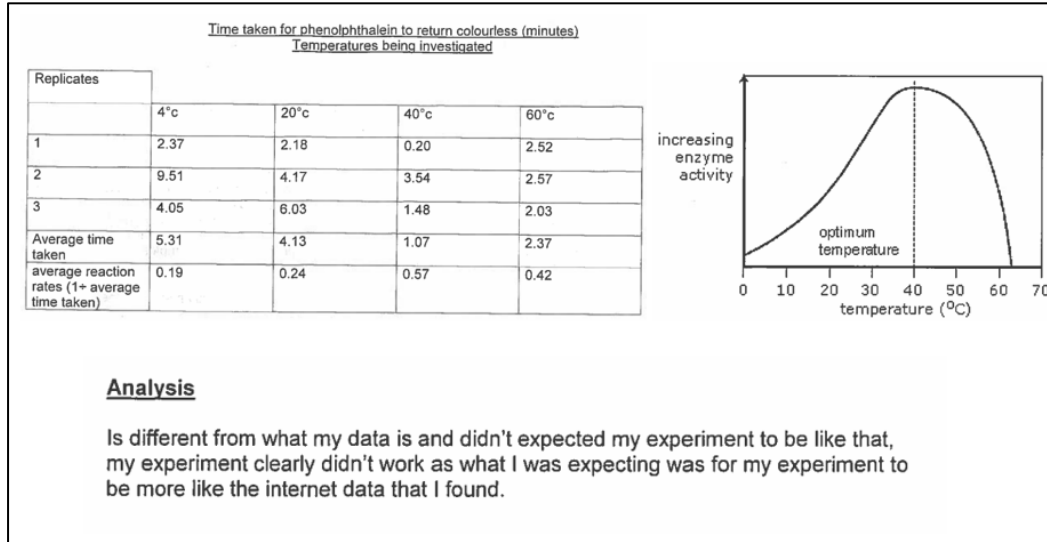 Time taken for phenolphthalein to return colourless (minutes)
Temperatures being investigated
Replicates
4°c 20°c 40°c 60°c
1 2.37 2.18 0.20 2.52
2 9.51 4.17 3.54 2.57
3 4.05 6.03 1.48 2.03
Average time
taken
5.31 4.13 1.07 2.37
average reaction
rates (1÷ average
time taken)
0.19 0.24 0.57 0.42
increasing
enzyme
activity
optimum
temperature
0 10 20 30 40 50 60 70
temperature (°C)
Analysis
Is different from what my data is and didn't expected my experiment to be like that,
my experiment clearly didn't work as what I was expecting was for my experiment to
be more like the internet data that I found.